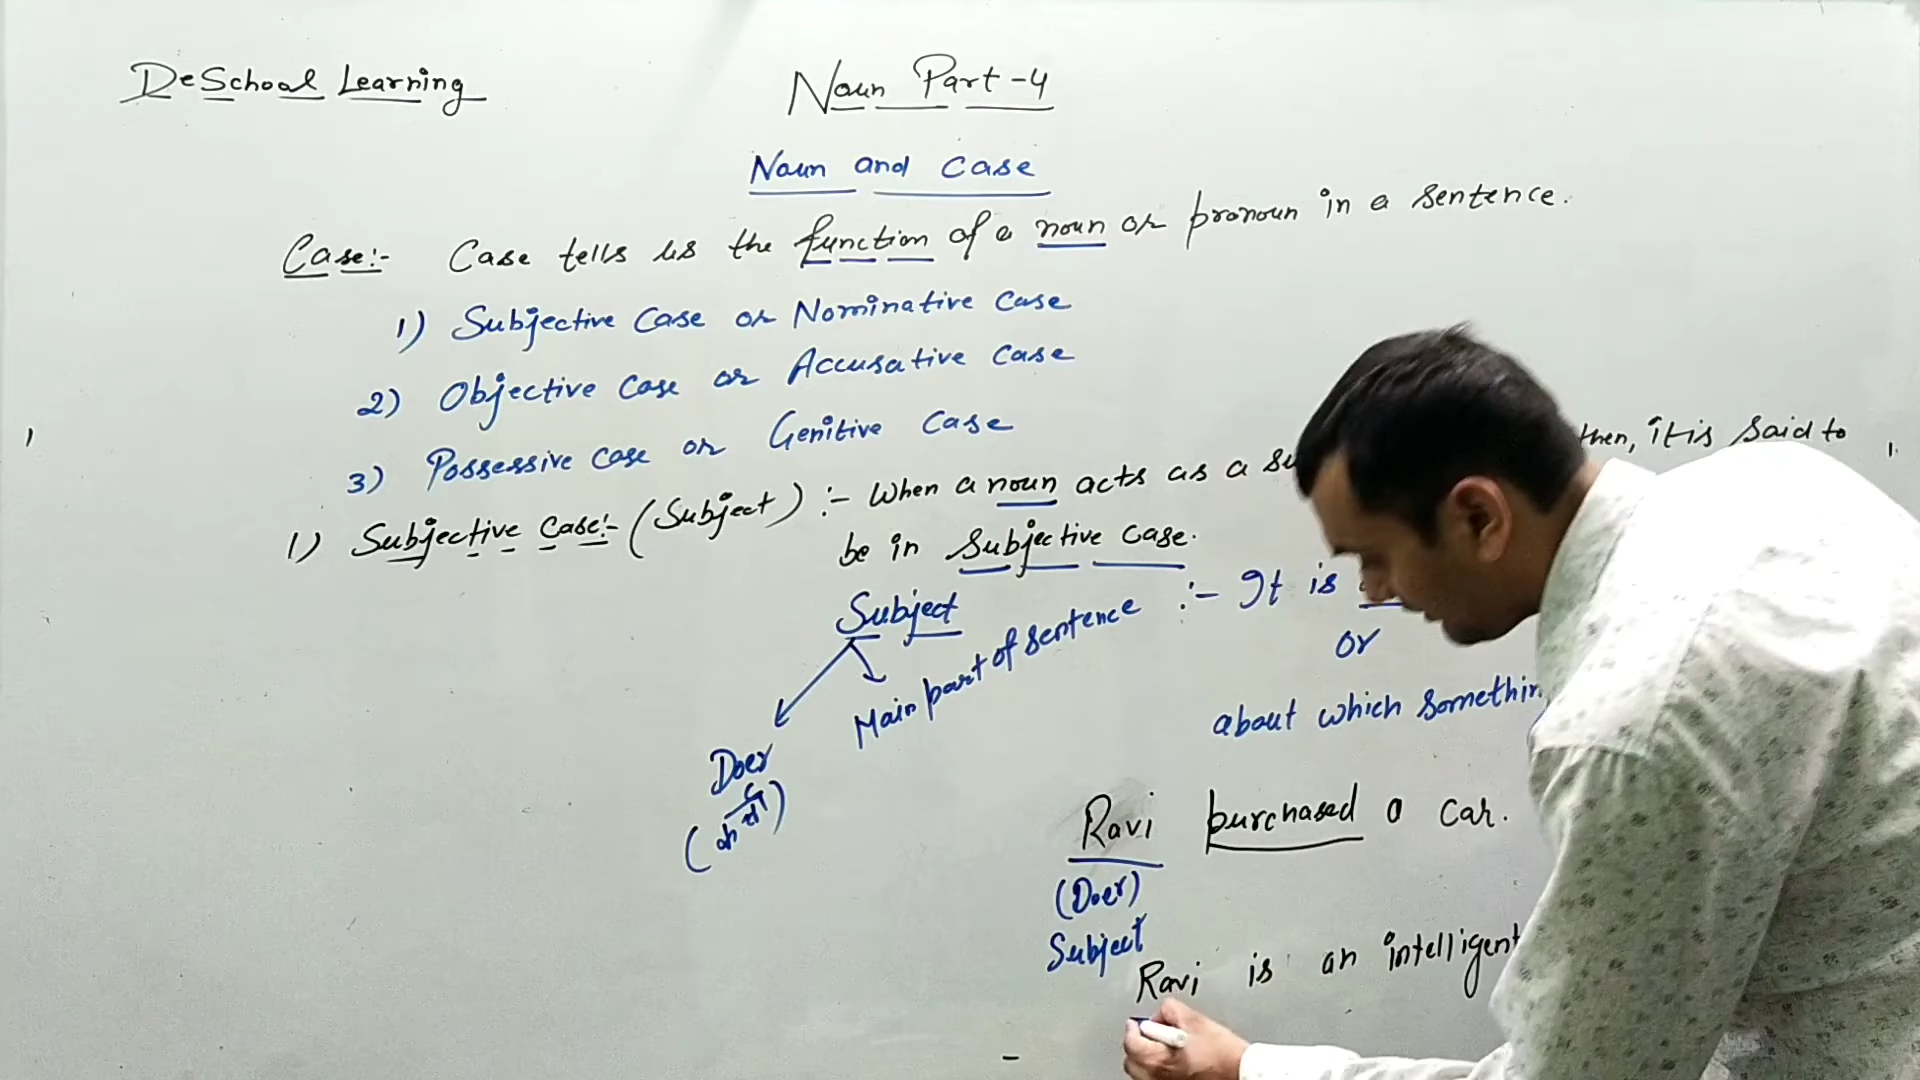 DeSchool Learning
Noun Part-4
Noun and Case
Case:- Case tells us the function of a noun or pronoun in a sentence.
1) Subjective Case or Nominative Case
2) Objective Case or Accusative Case
3) Possessive Case or Genitive Case
1) Subjective Case:- (Subject) :- When a noun acts as a then, it is said to
be in Subjective case.
Subject
Main part of sentence :- It is
or
about which
Doer
(कर्ता)
Ravi purchased a car.
(Doer)
Subject
Ravi is an intelligent